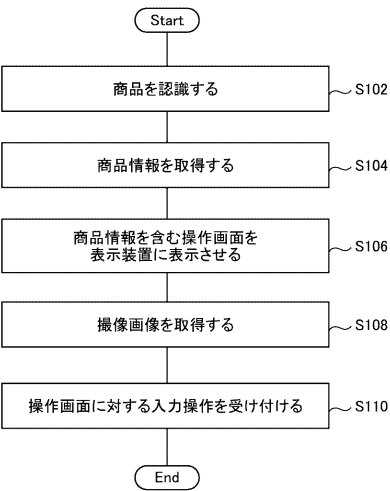 Start
商品を認識する
S102
商品情報を取得する
S104
商品情報を含む操作画面を
表示装置に表示させる
S106
撮像画像を取得する
S108
操作画面に対する入力操作を受け付ける
S110
End